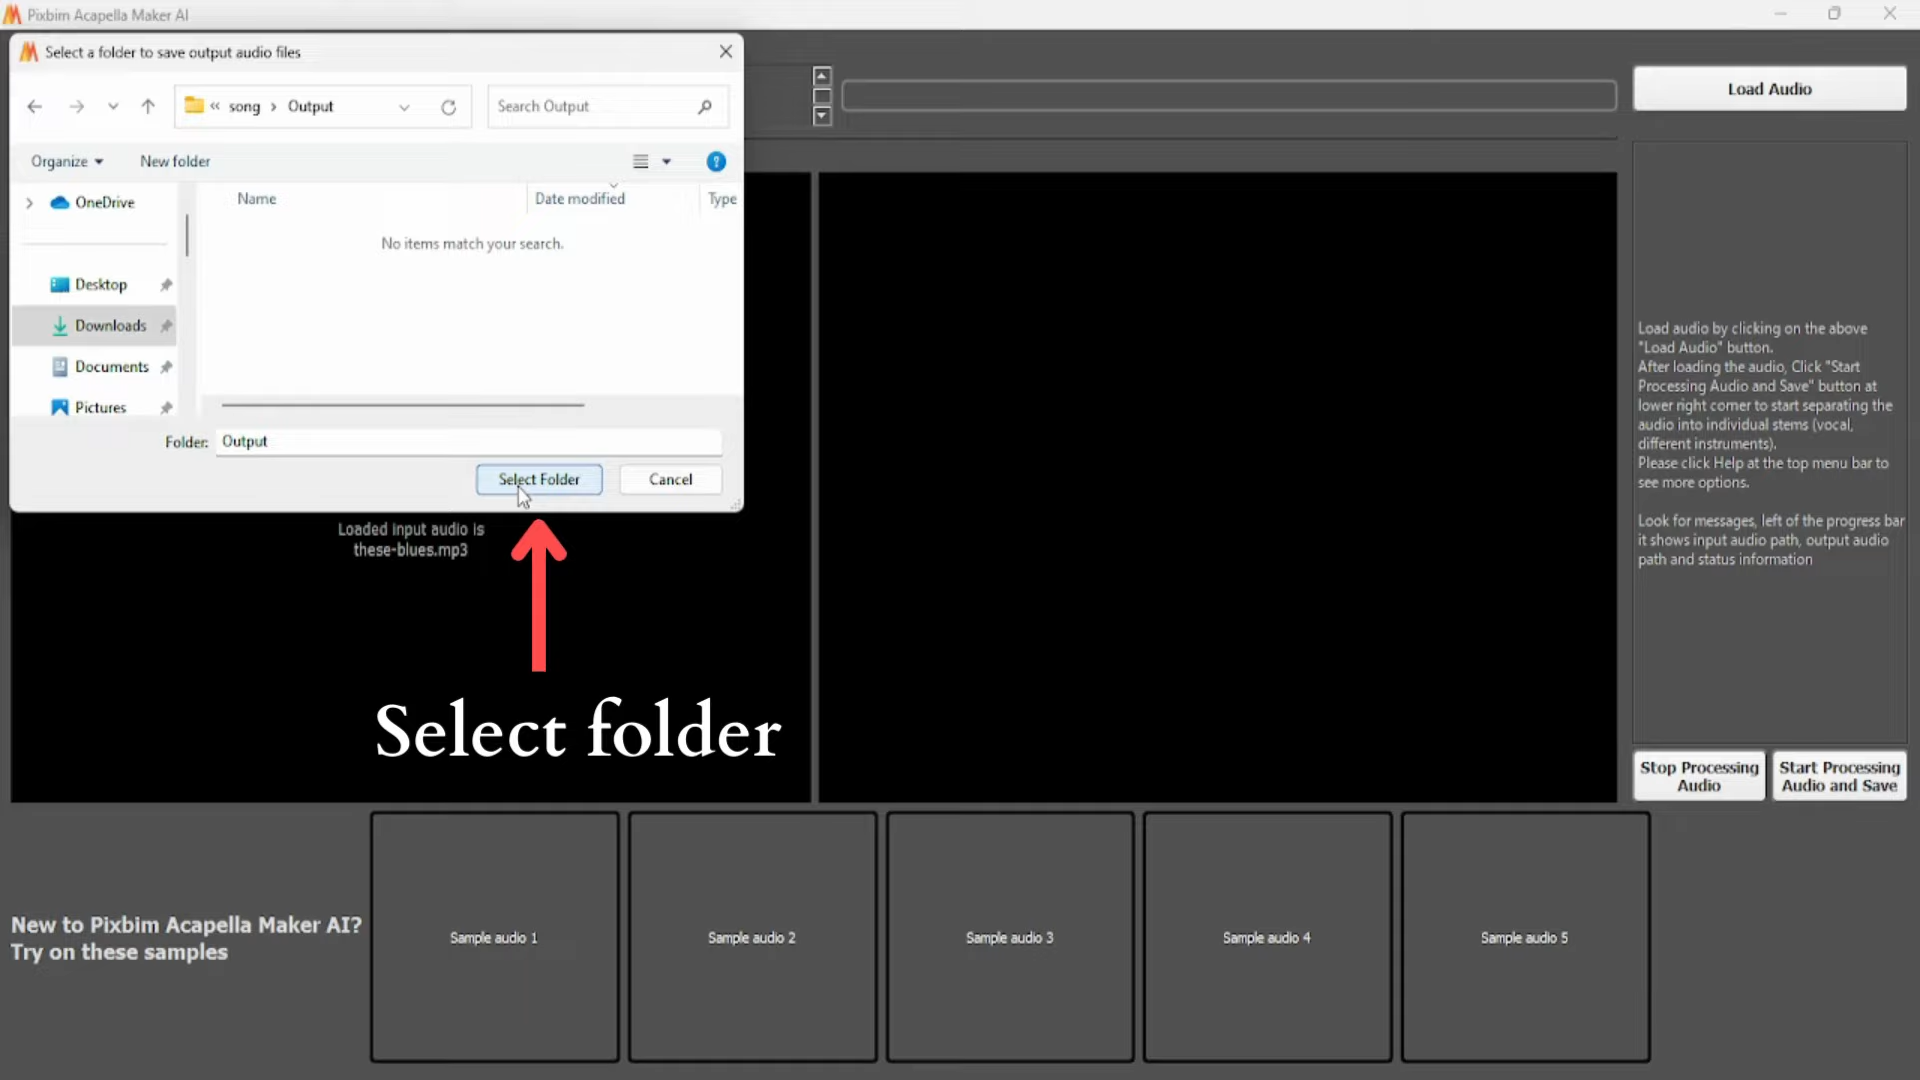 Pixbim Acapella Maker AI
Select a folder to save output audio files
« song › Output
Search Output
Load Audio
Organize
New folder
?
OneDrive
Name
Date modified
Type
No items match your search.
Desktop
Downloads
Documents
Pictures
Folder:
Output
Select Folder
Cancel
Loaded input audio is
these-blues.mp3
Select folder
Load audio by clicking on the above
"Load Audio" button.
After loading the audio, Click "Start
Processing Audio and Save" button at
lower right corner to start separating the
audio into individual stems (vocal,
different instruments).
Please click Help at the top menu bar to
see more options.
Look for messages, left of the progress bar
it shows input audio path, output audio
path and status information
Stop Processing
Audio
Start Processing
Audio and Save
New to Pixbim Acapella Maker AI?
Try on these samples
Sample audio 1
Sample audio 2
Sample audio 3
Sample audio 4
Sample audio 5